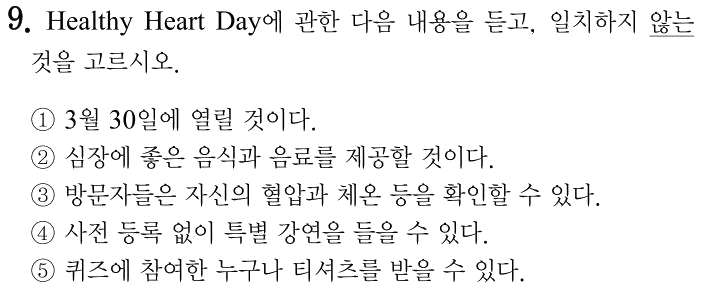 9. Healthy Heart Day에 관한 다음 내용을 듣고, 일치하지 않는
것을 고르시오.
① 3월 30일에 열릴 것이다.
② 심장에 좋은 음식과 음료를 제공할 것이다.
③ 방문자들은 자신의 혈압과 체온 등을 확인할 수 있다.
④ 사전 등록 없이 특별 강연을 들을 수 있다.
⑤ 퀴즈에 참여한 누구나 티셔츠를 받을 수 있다.